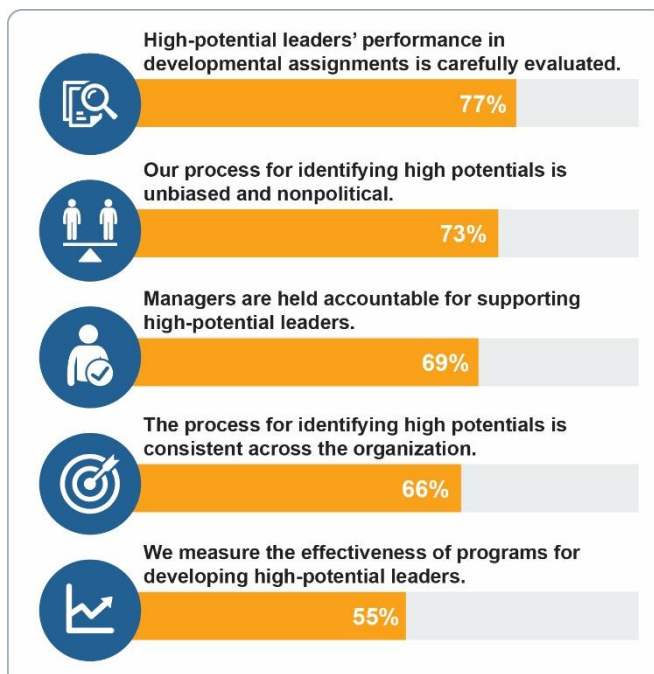 High-potential leaders’ performance in
developmental assignments is carefully evaluated.
77%
Our process for identifying high potentials is
unbiased and nonpolitical.
73%
Managers are held accountable for supporting
high-potential leaders.
69%
The process for identifying high potentials is
consistent across the organization.
66%
We measure the effectiveness of programs for
developing high-potential leaders.
55%